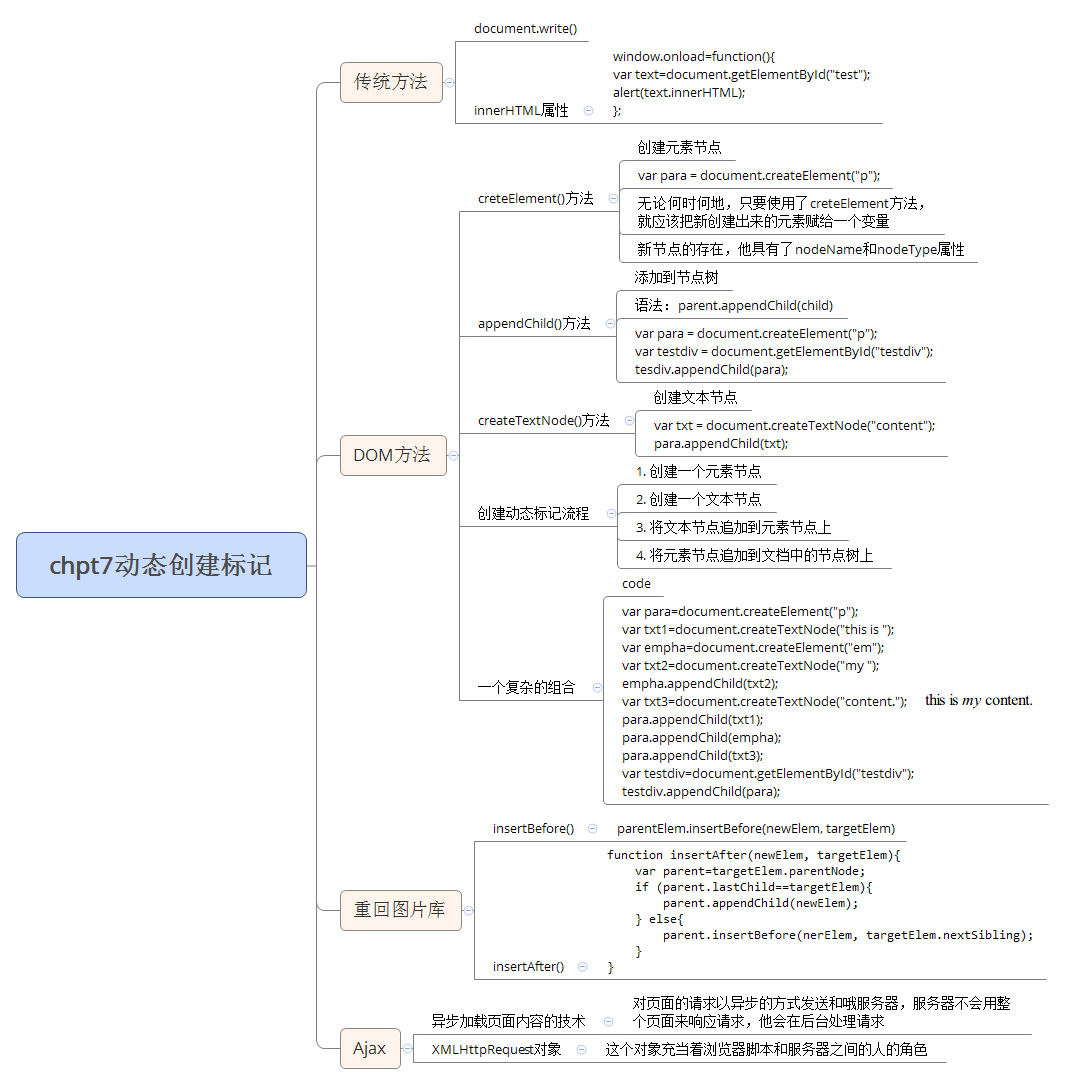 chpt7动态创建标记
传统方法
document.write()
innerHTML属性
window.onload=function(){
var text=document.getElementById("test");
alert(text.innerHTML);
};
DOM方法
creteElement()方法
创建元素节点
var para = document.createElement("p");
无论何时何地，只要使用了creteElement方法，
就应该把新创建出来的元素赋给一个变量
新节点的存在，他具有了nodeName和nodeType属性
appendChild()方法
添加到节点树
语法：parent.appendChild(child)
var para = document.createElement("p");
var testdiv = document.getElementById("testdiv");
tesdiv.appendChild(para);
createTextNode()方法
创建文本节点
var txt = document.createTextNode("content");
para.appendChild(txt);
创建动态标记流程
1. 创建一个元素节点
2. 创建一个文本节点
3. 将文本节点追加到元素节点上
4. 将元素节点追加到文档中的节点树上
一个复杂的组合
code
var para=document.createElement("p");
var txt1=document.createTextNode("this is ");
var empha=document.createElement("em");
var txt2=document.createTextNode("my ");
empha.appendChild(txt2);
var txt3=document.createTextNode("content.");
para.appendChild(txt1);
para.appendChild(empha);
para.appendChild(txt3);
var testdiv=document.getElementById("testdiv");
testdiv.appendChild(para);
this is my content.
重回图片库
insertBefore()
parentElem.insertBefore(newElem, targetElem)
insertAfter()
function insertAfter(newElem, targetElem){
    var parent=targetElem.parentNode;
    if (parent.lastChild==targetElem){
        parent.appendChild(newElem);
    } else{
        parent.insertBefore(nerElem, targetElem.nextSibling);
    }
}
Ajax
异步加载页面内容的技术
对页面的请求以异步的方式发送和哦服务器，服务器不会用整
个页面来响应请求，他会在后台处理请求
XMLHttpRequest对象
这个对象充当着浏览器脚本和服务器之间的人的角色